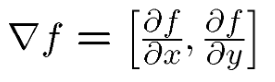 ∇f = [∂f/∂x, ∂f/∂y]